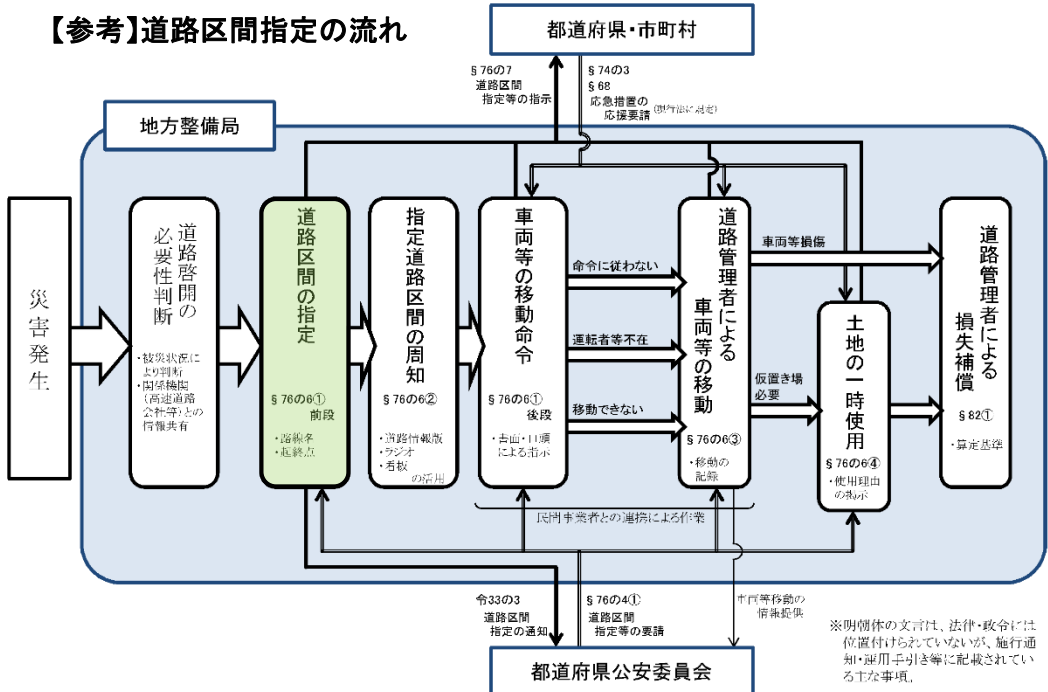 【参考】道路区間指定の流れ
都道府県・市町村
§76の7
道路区間
指定等の指示
§74の3
§68
応急措置の
応援要請
(現行法に規定)
地方整備局
災害発生
道路啓開の
必要性判断
・被災状況に
より判断
・関係機関
(高速道路
会社等)との
情報共有
道路区間の指定
§76の6①
前段
・路線名
・起終点
指定道路区間の周知
§76の6②
・道路情報版
・ラジオ
・看板
の活用
車両等の移動命令
§76の6①
後段
・書面・口頭
による指示
命令に従わない
運転者等不在
移動できない
道路管理者による
車両等の移動
§76の6③
・移動の
記録
車両等損傷
仮置き場
必要
土地の一時使用
§76の6④
・使用理由
の掲示
道路管理者による
損失補償
§82①
・算定基準
民間事業者との連携による作業
令33の3
道路区間
指定の通知
§76の4①
道路区間
指定等の要請
車両等移動の
情報提供
都道府県公安委員会
※明朝体の文言は、法律・政令には
位置付けられていないが、施行通
知・運用手引き等に記載されてい
る主な事項。